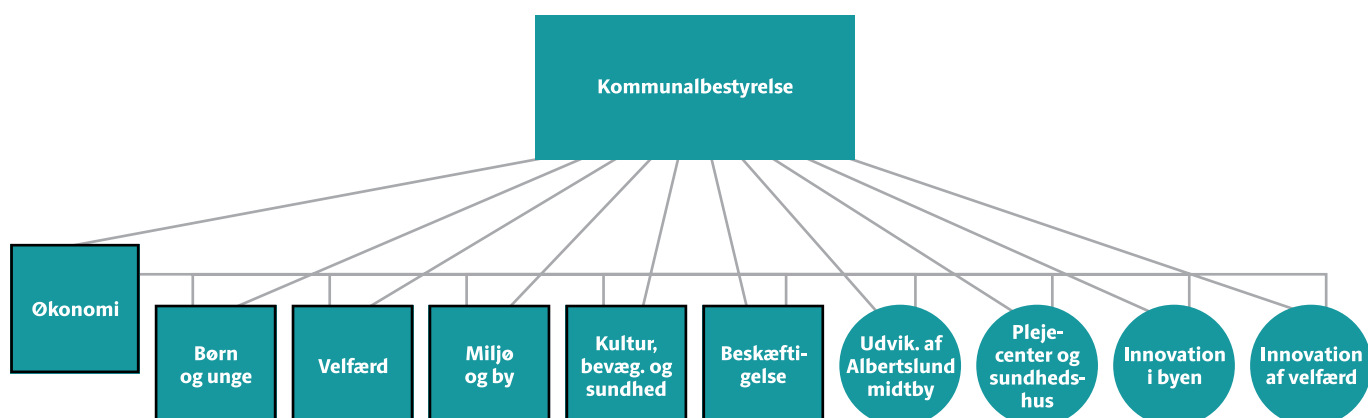 Kommunalbestyrelse
Økonomi
Børn
og unge
Velfærd
Miljø
og by
Kultur,
bevæg. og
sundhed
Beskæfti-
gelse
Udvik. af
Albertslund
midtby
Pleje-
center og
sundheds-
hus
Innovation
i byen
Innovation
af velfærd